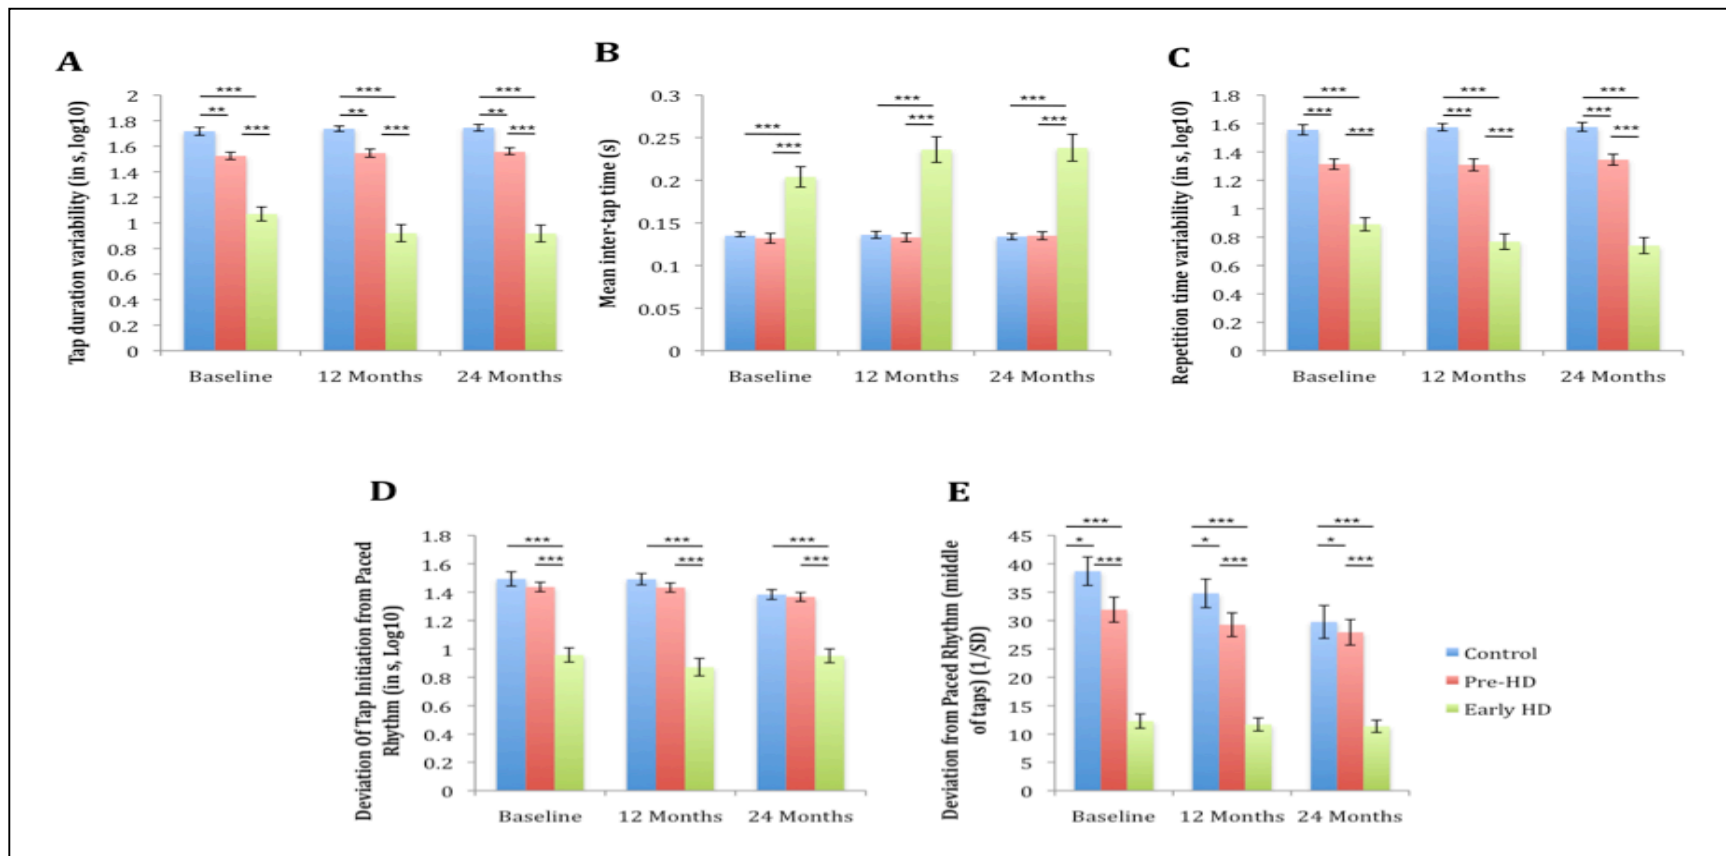 A
Tap duration variability (in s, log10)
2
1.8
1.6
1.4
1.2
1
0.8
0.6
0.4
0.2
0
*** *** ***
** ** **
*** *** ***
Baseline 12 Months 24 Months
B
Mean inter-tap time (s)
0.3
0.25
0.2
0.15
0.1
0.05
0
*** *** ***
*** *** ***
Baseline 12 Months 24 Months
C
Repetition time variability (in s, log10)
1.8
1.6
1.4
1.2
1
0.8
0.6
0.4
0.2
0
*** *** ***
*** *** ***
*** *** ***
Baseline 12 Months 24 Months
D
Deviation Of Tap Initiation from Paced
Rhythm (in s, Log10)
1.8
1.6
1.4
1.2
1
0.8
0.6
0.4
0.2
0
*** *** ***
*** *** ***
Baseline 12 Months 24 Months
E
Deviation from Paced Rhythm (middle
of taps) (1/SD)
45
40
35
30
25
20
15
10
5
0
*** *** ***
* * *
*** *** ***
Baseline 12 Months 24 Months
Control
Pre-HD
Early HD